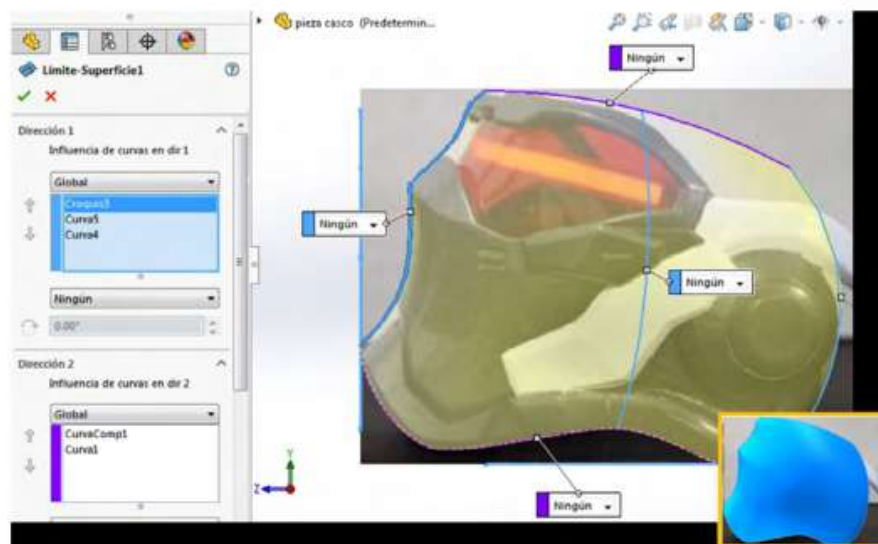 pieza casco (Predetermin...
Límite-Superficie1
Dirección 1
Influencia de curvas en dir 1
Global
Croquis3
Curva5
Curva4
Ningún
0.00°
Dirección 2
Influencia de curvas en dir 2
Global
CurvaComp1
Curva1
Ningún
Ningún
Ningún
Ningún
Y
Z